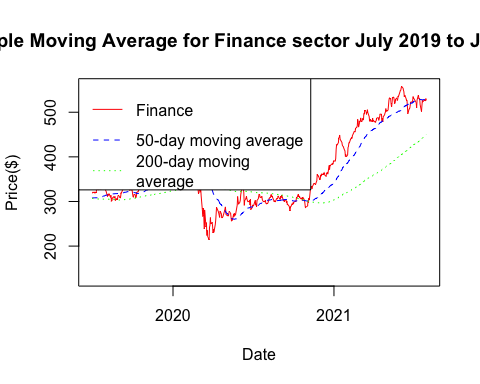 ple Moving Average for Finance sector July 2019 to J
Finance
50-day moving average
200-day moving
average
Price($)
500
400
300
200
2020 2021
Date